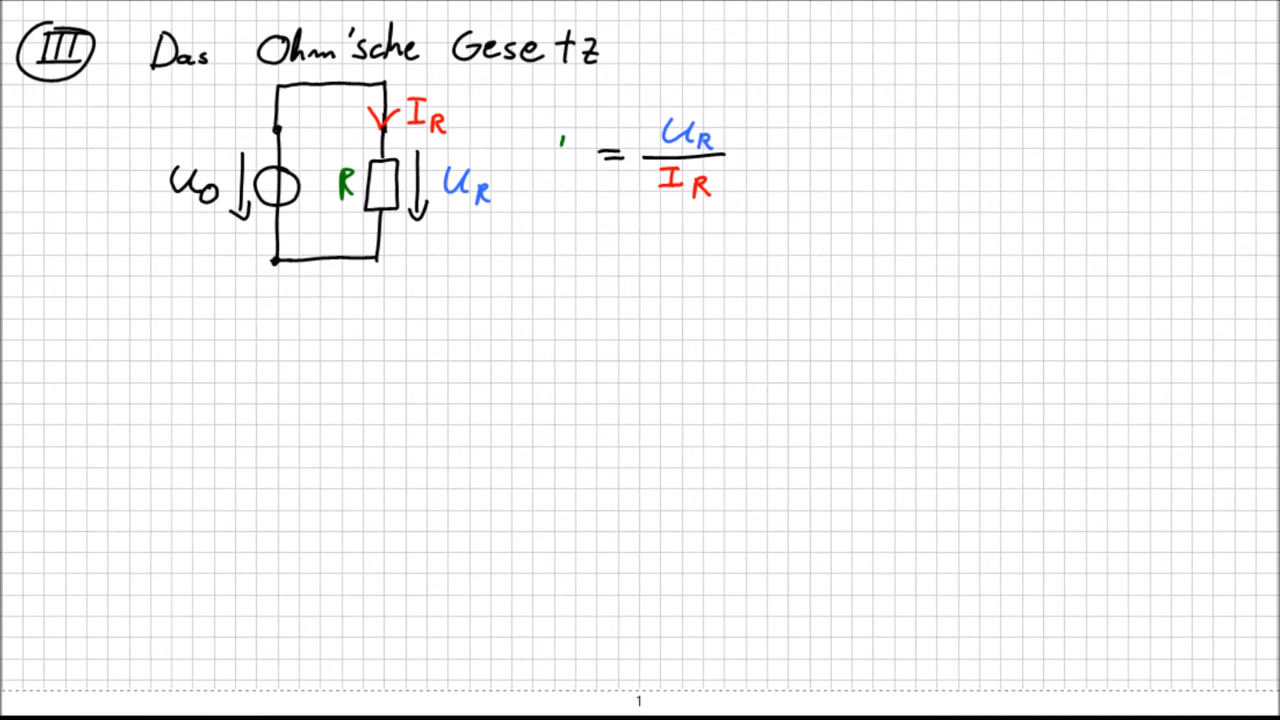 III Das Ohm'sche Gesetz
I_R
U_0 R U_R
= U_R / I_R
1